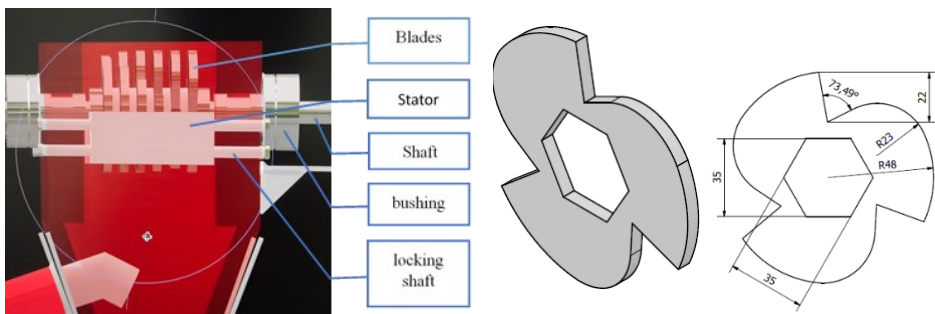 Blades
Stator
Shaft
bushing
locking
shaft
73,49°
22
R23
R48
35
35